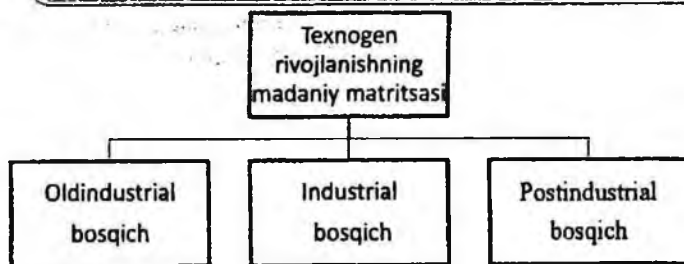 Texnogen
rivojlanishning
madaniy matritsasi
Oldindustrial
bosqich
Industrial
bosqich
Postindustrial
bosqich